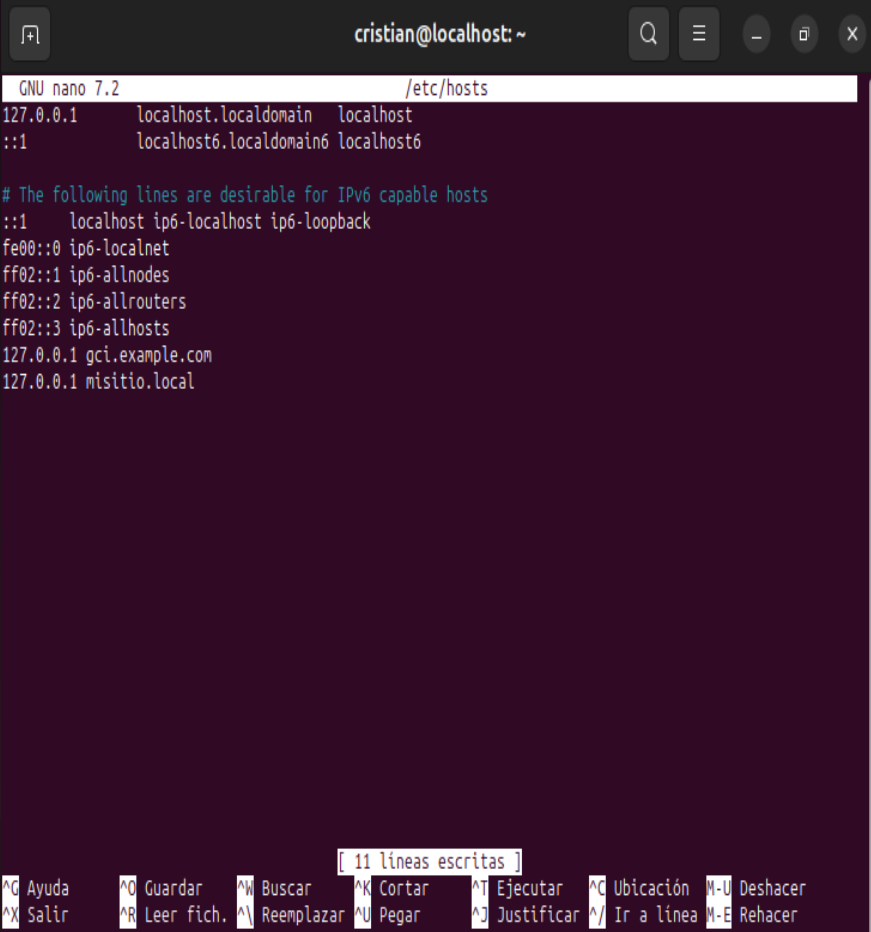 cristian@localhost: ~
GNU nano 7.2 /etc/hosts
127.0.0.1 localhost.localdomain localhost
::1 localhost6.localdomain6 localhost6
# The following lines are desirable for IPv6 capable hosts
::1 localhost ip6-localhost ip6-loopback
fe00::0 ip6-localnet
ff02::1 ip6-allnodes
ff02::2 ip6-allrouters
ff02::3 ip6-allhosts
127.0.0.1 gci.example.com
127.0.0.1 misitio.local
[ 11 líneas escritas ]
^G Ayuda ^O Guardar ^W Buscar ^K Cortar ^T Ejecutar ^C Ubicación M-U Deshacer
^X Salir ^R Leer fich. ^\ Reemplazar ^U Pegar ^J Justificar ^/ Ir a línea M-E Rehacer